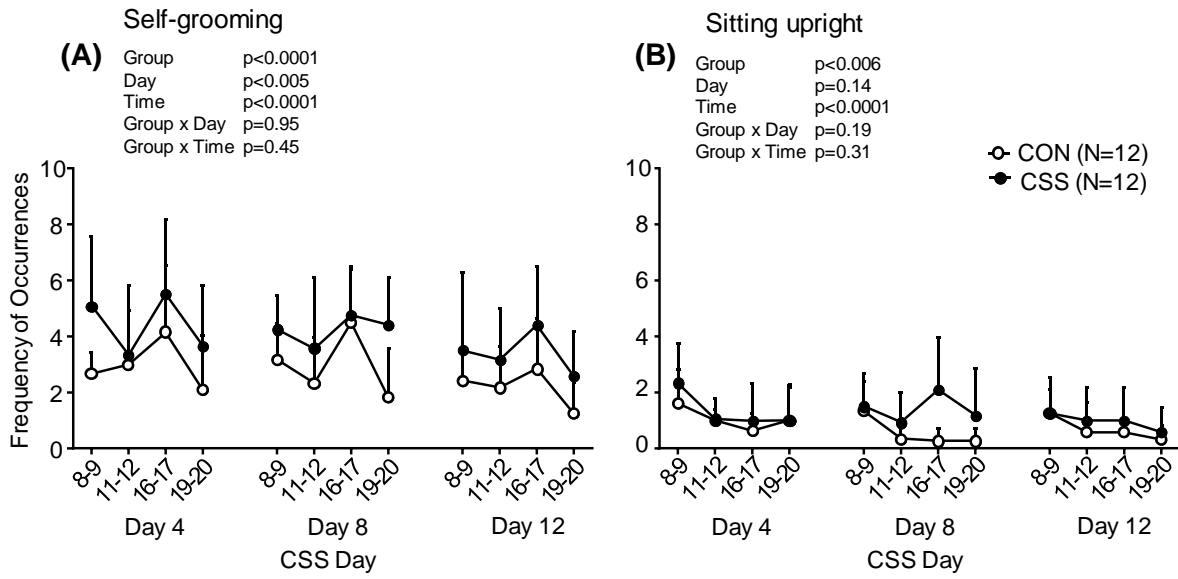 Self-grooming
(A)
Group p<0.0001
Day p<0.005
Time p<0.0001
Group x Day p=0.95
Group x Time p=0.45
Frequency of Occurrences
10
8
6
4
2
0
8-9 11-12 16-17 19-20 8-9 11-12 16-17 19-20 8-9 11-12 16-17 19-20
Day 4 Day 8 Day 12
CSS Day
Sitting upright
(B)
Group p<0.006
Day p=0.14
Time p<0.0001
Group x Day p=0.19
Group x Time p=0.31
CON (N=12)
CSS (N=12)
10
8
6
4
2
0
8-9 11-12 16-17 19-20 8-9 11-12 16-17 19-20 8-9 11-12 16-17 19-20
Day 4 Day 8 Day 12
CSS Day